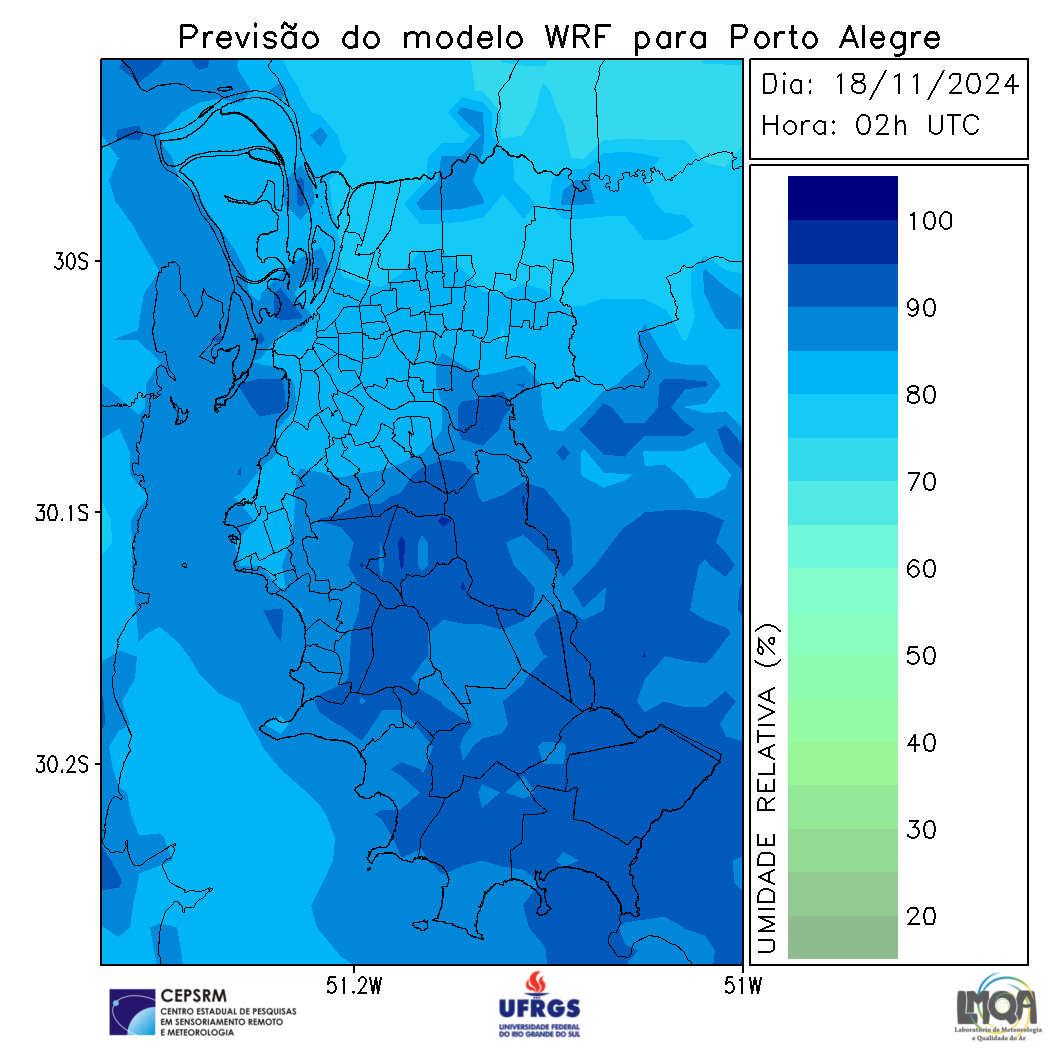 Previsão do modelo WRF para Porto Alegre
Dia: 18/11/2024
Hora: 02h UTC
30S
30.1S
30.2S
51.2W
51W
100
90
80
70
60
50
40
30
20
UMIDADE RELATIVA (%)
CEPSRM
CENTRO ESTADUAL DE PESQUISAS
EM SENSORIAMENTO REMOTO
E METEOROLOGIA
UFRGS
UNIVERSIDADE FEDERAL
DO RIO GRANDE DO SUL
LMQA
Laboratório de Meteorologia
e Qualidade do Ar